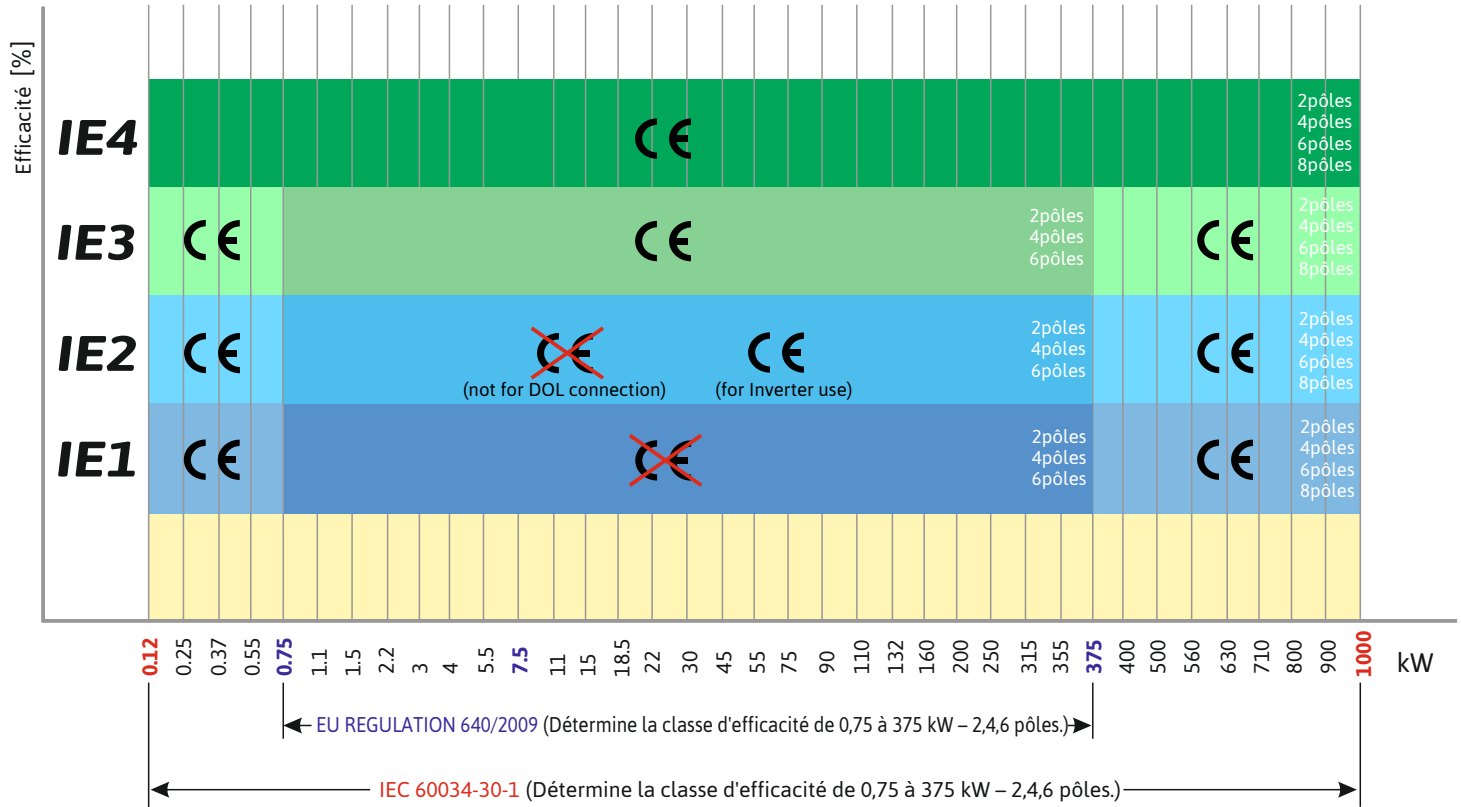 Efficacité [%]
IE4
CE
2pôles
4pôles
6pôles
8pôles
IE3
CE
CE
2pôles
4pôles
6pôles
CE
2pôles
4pôles
6pôles
8pôles
IE2
CE
CE
(not for DOL connection)
CE
(for Inverter use)
2pôles
4pôles
6pôles
CE
2pôles
4pôles
6pôles
8pôles
IE1
CE
CE
2pôles
4pôles
6pôles
CE
2pôles
4pôles
6pôles
8pôles
0.12 0.25 0.37 0.55 0.75 1.1 1.5 2.2 3 4 5.5 7.5 11 15 18.5 22 30 45 55 75 90 110 132 160 200 250 315 355 375 400 500 560 630 710 800 900 1000 kW
EU REGULATION 640/2009 (Détermine la classe d'efficacité de 0,75 à 375 kW – 2,4,6 pôles.)
IEC 60034-30-1 (Détermine la classe d'efficacité de 0,75 à 375 kW – 2,4,6 pôles.)